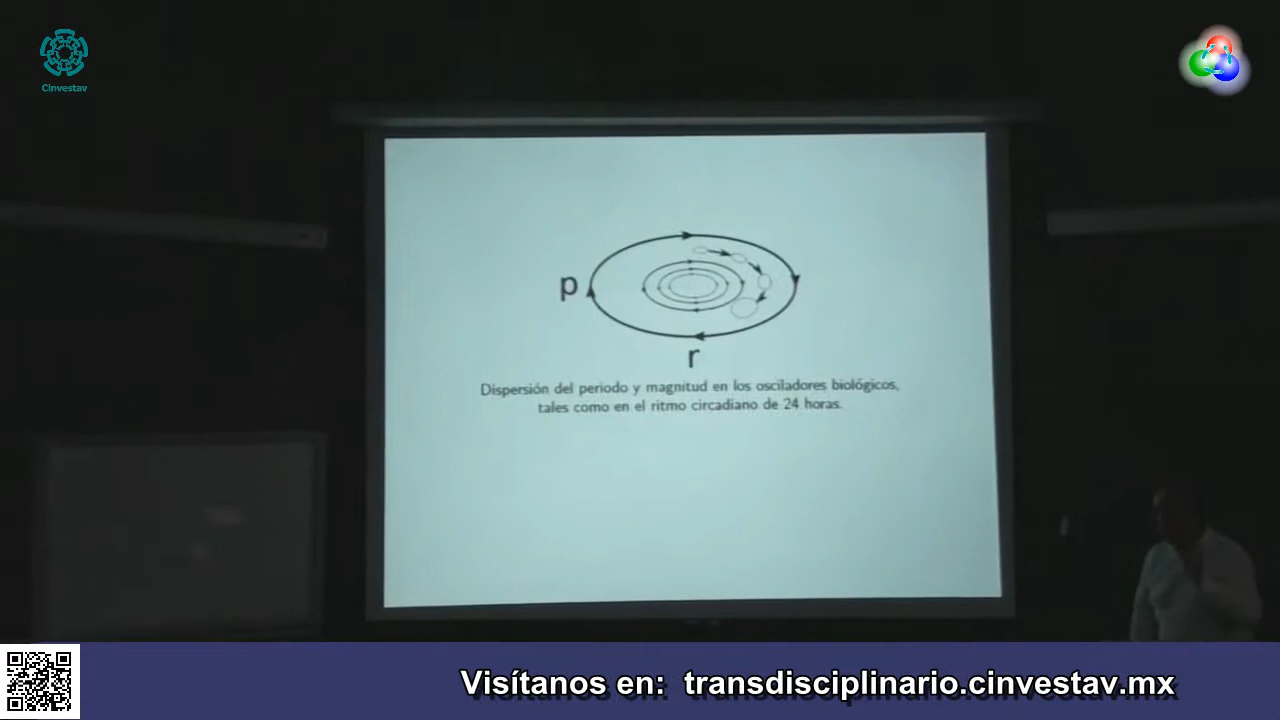 Cinvestav
p
r
Dispersión del periodo y magnitud en los osciladores biológicos,
tales como en el ritmo circadiano de 24 horas.
Visítanos en: transdisciplinario.cinvestav.mx